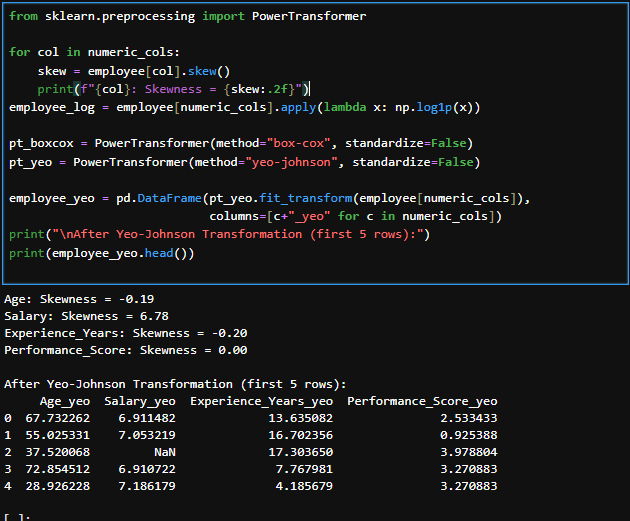 from sklearn.preprocessing import PowerTransformer
for col in numeric_cols:
    skew = employee[col].skew()
    print(f"{col}: Skewness = {skew:.2f}")
employee_log = employee[numeric_cols].apply(lambda x: np.log1p(x))
pt_boxcox = PowerTransformer(method="box-cox", standardize=False)
pt_yeo = PowerTransformer(method="yeo-johnson", standardize=False)
employee_yeo = pd.DataFrame(pt_yeo.fit_transform(employee[numeric_cols]),
                            columns=[c+"_yeo" for c in numeric_cols])
print("\nAfter Yeo-Johnson Transformation (first 5 rows):")
print(employee_yeo.head())
Age: Skewness = -0.19
Salary: Skewness = 6.78
Experience_Years: Skewness = -0.20
Performance_Score: Skewness = 0.00
After Yeo-Johnson Transformation (first 5 rows):
     Age_yeo  Salary_yeo  Experience_Years_yeo  Performance_Score_yeo
0  67.732262    6.911482             13.635082               2.533433
1  55.025331    7.053219             16.702356               0.925388
2  37.520068         NaN             17.303650               3.978804
3  72.854512    6.910722              7.767981               3.270883
4  28.926228    7.186179              4.185679               3.270883
[ ]: